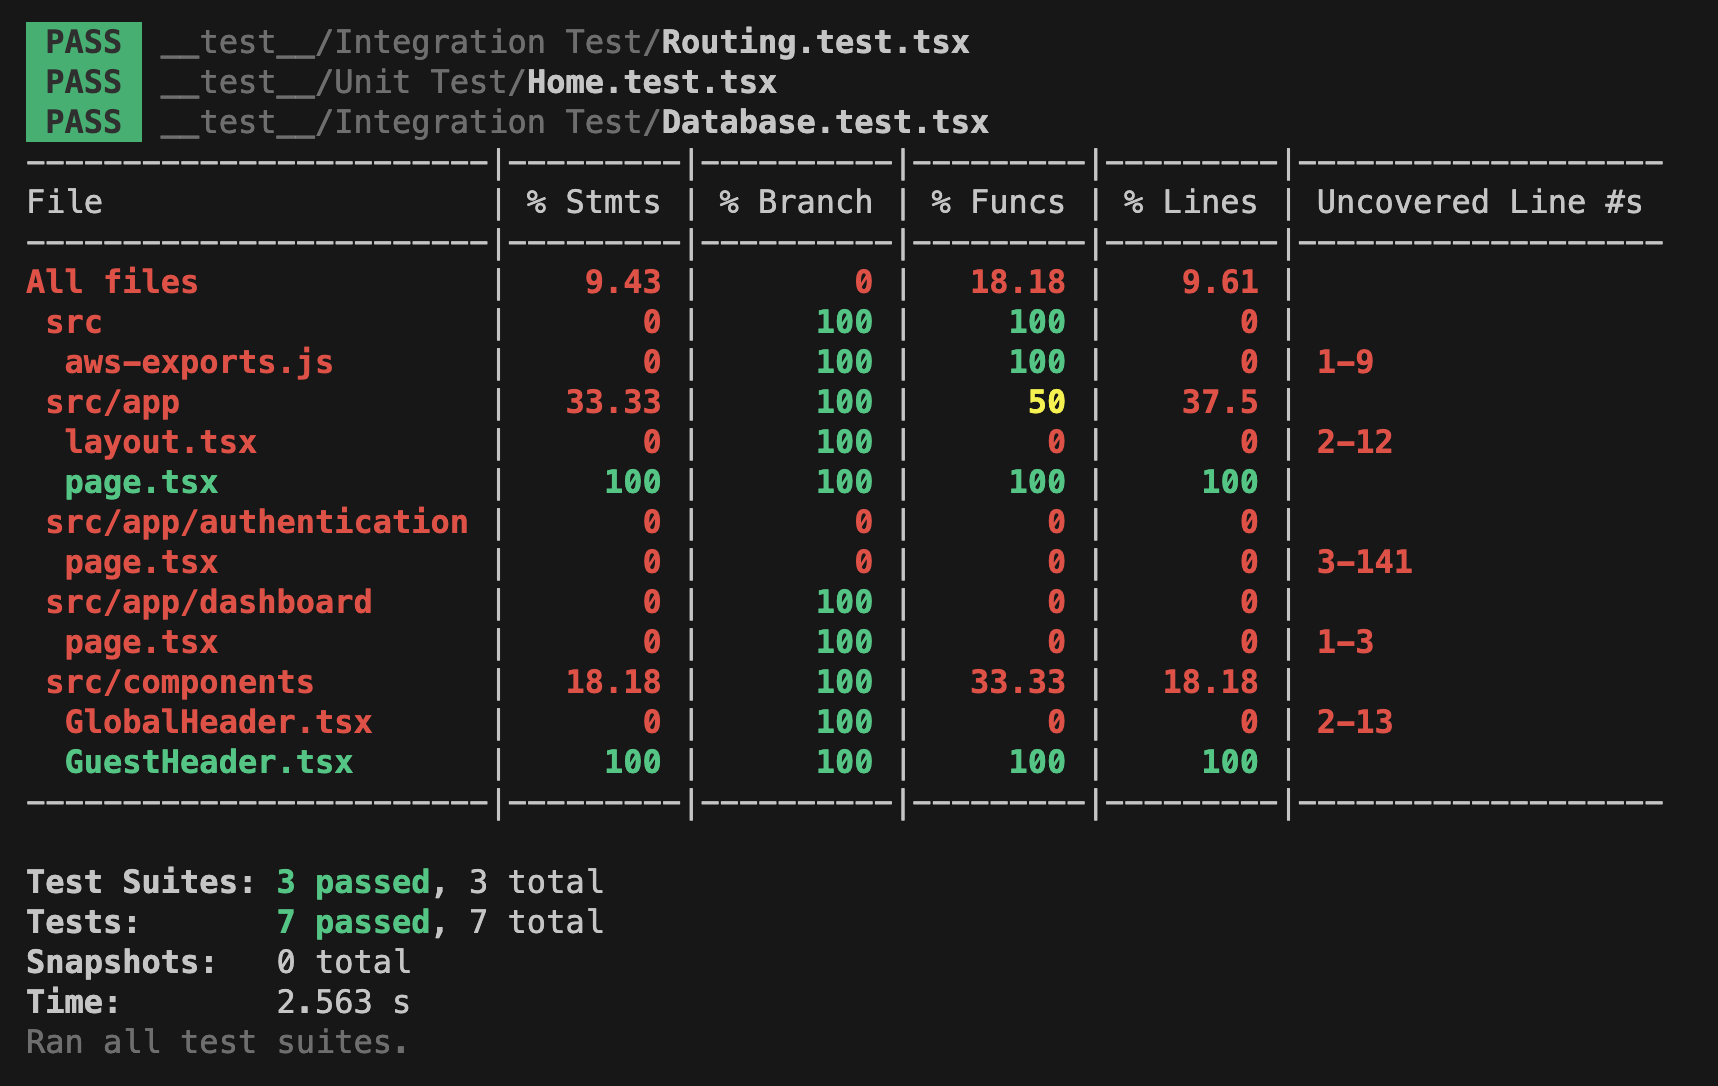 PASS __test__/Integration Test/Routing.test.tsx
PASS __test__/Unit Test/Home.test.tsx
PASS __test__/Integration Test/Database.test.tsx
------------------------|---------|----------|---------|---------|-------------------
File                    | % Stmts | % Branch | % Funcs | % Lines | Uncovered Line #s
------------------------|---------|----------|---------|---------|-------------------
All files               |    9.43 |        0 |   18.18 |    9.61 |
 src                    |       0 |      100 |     100 |       0 |
  aws-exports.js        |       0 |      100 |     100 |       0 | 1-9
 src/app                |   33.33 |      100 |      50 |    37.5 |
  layout.tsx            |       0 |      100 |       0 |       0 | 2-12
  page.tsx              |     100 |      100 |     100 |     100 |
 src/app/authentication |       0 |        0 |       0 |       0 |
  page.tsx              |       0 |        0 |       0 |       0 | 3-141
 src/app/dashboard      |       0 |      100 |       0 |       0 |
  page.tsx              |       0 |      100 |       0 |       0 | 1-3
 src/components         |   18.18 |      100 |   33.33 |   18.18 |
  GlobalHeader.tsx      |       0 |      100 |       0 |       0 | 2-13
  GuestHeader.tsx       |     100 |      100 |     100 |     100 |
------------------------|---------|----------|---------|---------|-------------------
Test Suites: 3 passed, 3 total
Tests:       7 passed, 7 total
Snapshots:   0 total
Time:        2.563 s
Ran all test suites.